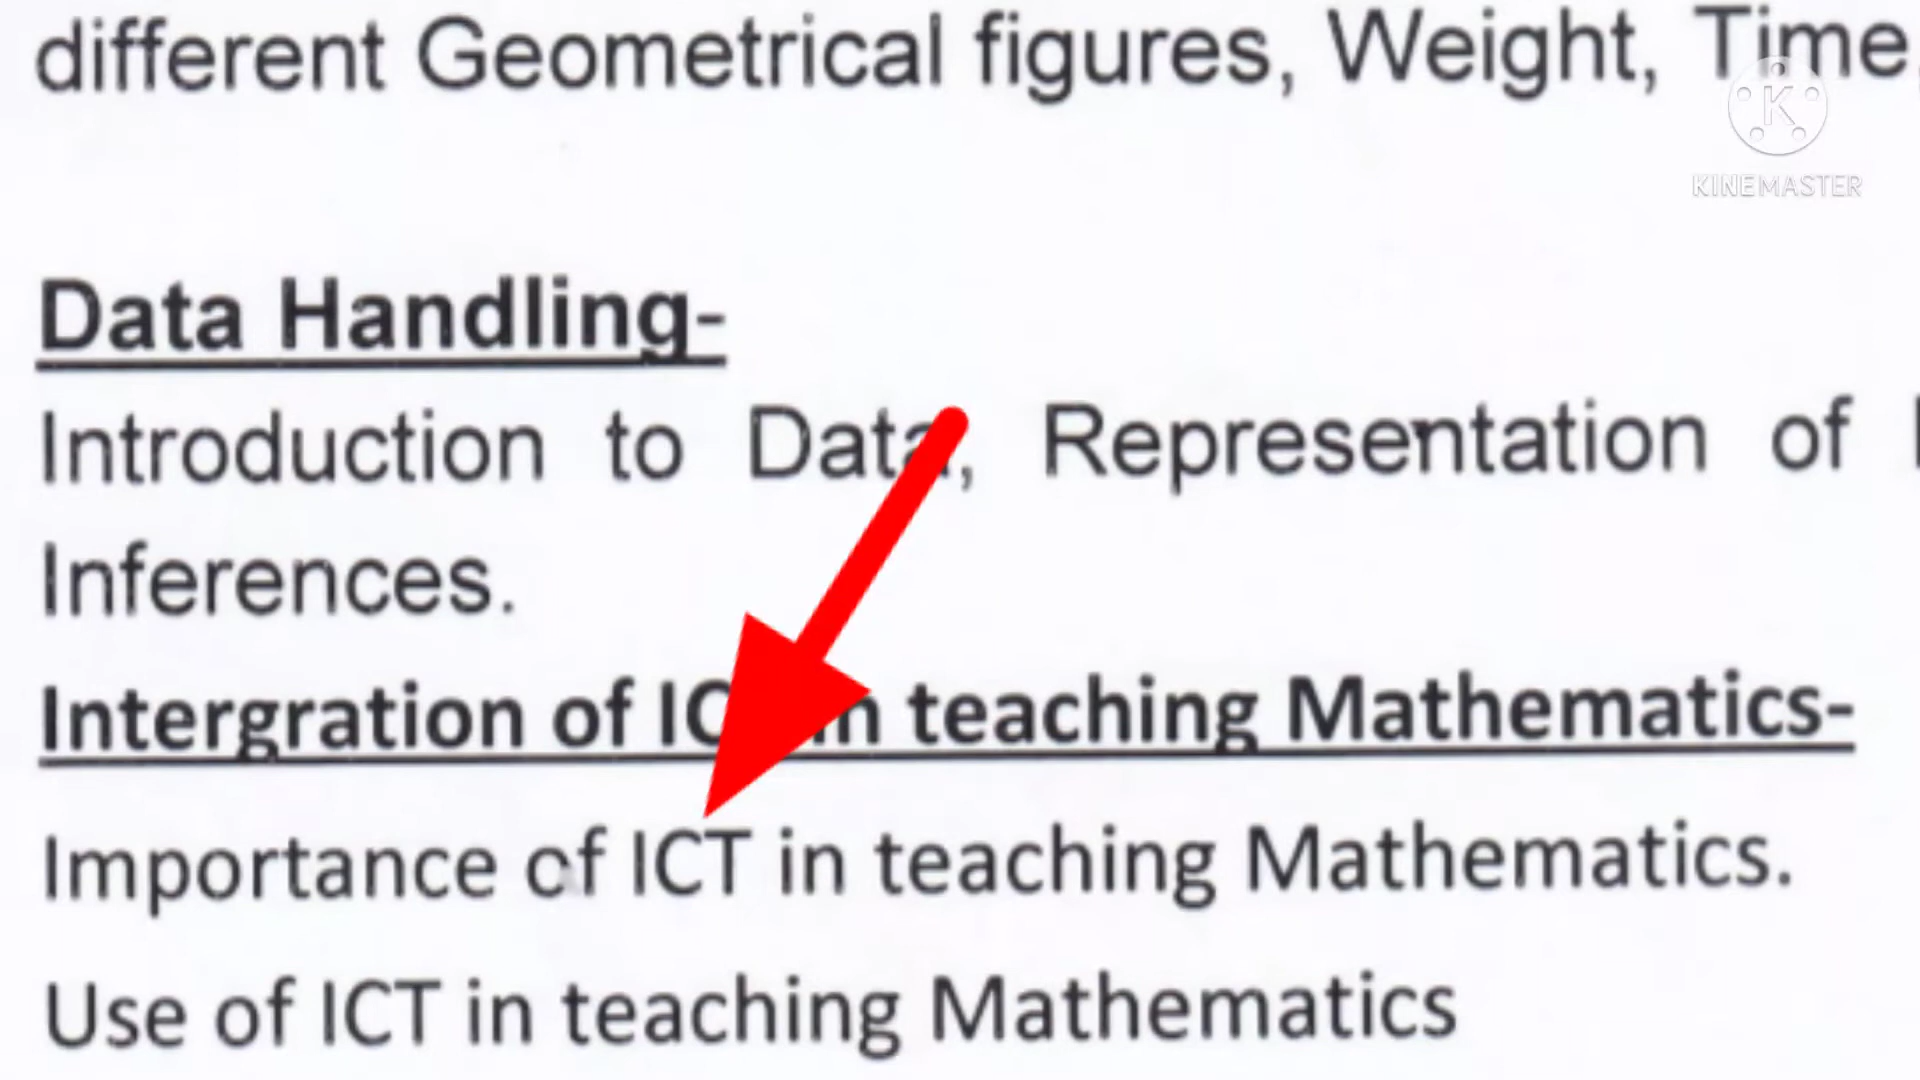 different Geometrical figures, Weight, Time,
K
KINEMASTER
Data Handling-
Introduction to Data, Representation of
Inferences.
Intergration of in teaching Mathematics-
Importance of ICT in teaching Mathematics.
Use of ICT in teaching Mathematics